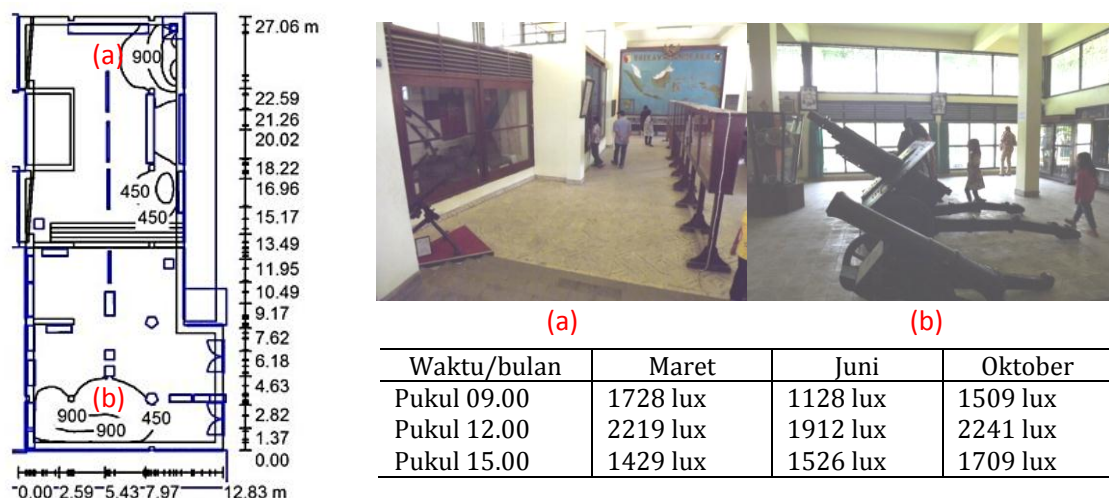 27.06 m
(a)
900
22.59
21.26
20.02
18.22
450
16.96
450
15.17
13.49
11.95
10.49
9.17
7.62
6.18
4.63
(b)
900
450
2.82
900
1.37
0.00
0.00 2.59 5.43 7.97 12.83 m
(a) (b)
Waktu/bulan Maret Juni Oktober
Pukul 09.00 1728 lux 1128 lux 1509 lux
Pukul 12.00 2219 lux 1912 lux 2241 lux
Pukul 15.00 1429 lux 1526 lux 1709 lux